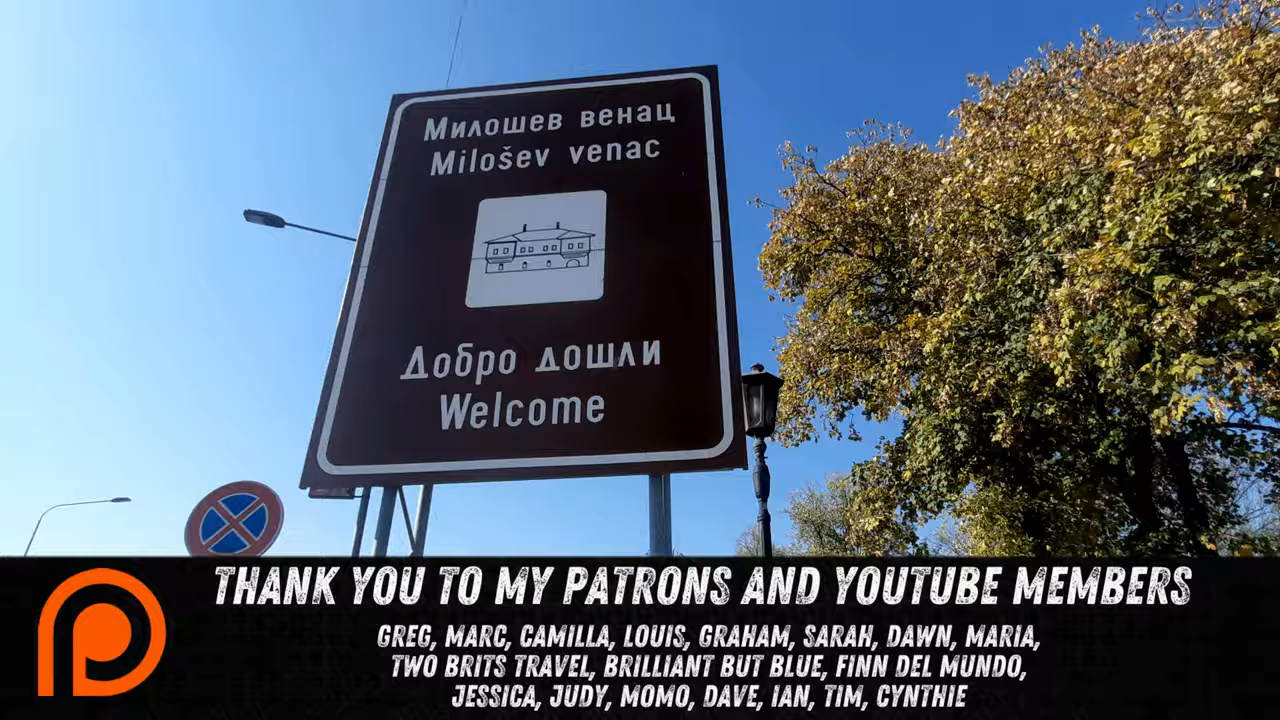 Милошев венац
Milošev venac
Добро дошли
Welcome
THANK YOU TO MY PATRONS AND YOUTUBE MEMBERS
GREG, MARC, CAMILLA, LOUIS, GRAHAM, SARAH, DAWN, MARIA,
TWO BRITS TRAVEL, BRILLIANT BUT BLUE, FINN DEL MUNDO,
JESSICA, JUDY, MOMO, DAVE, IAN, TIM, CYNTHIE